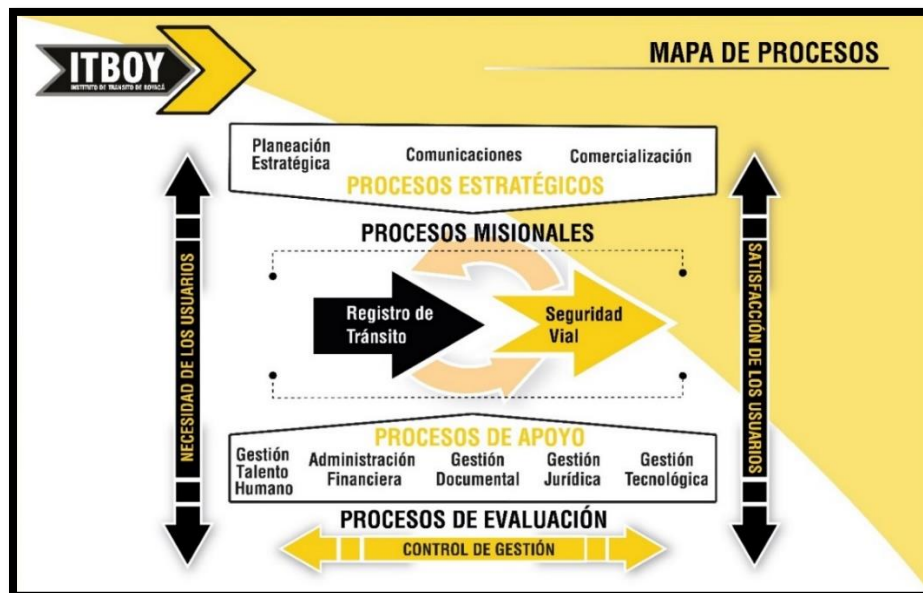 ITBOY
INSTITUTO DE TRÁNSITO DE BOYACÁ
MAPA DE PROCESOS
Planeación
Estratégica
Comunicaciones
Comercialización
PROCESOS ESTRATÉGICOS
PROCESOS MISIONALES
NECESIDAD DE LOS USUARIOS
Registro de
Tránsito
Seguridad
Vial
SATISFACCIÓN DE LOS USUARIOS
PROCESOS DE APOYO
Gestión
Talento
Humano
Administración
Financiera
Gestión
Documental
Gestión
Jurídica
Gestión
Tecnológica
PROCESOS DE EVALUACIÓN
CONTROL DE GESTIÓN